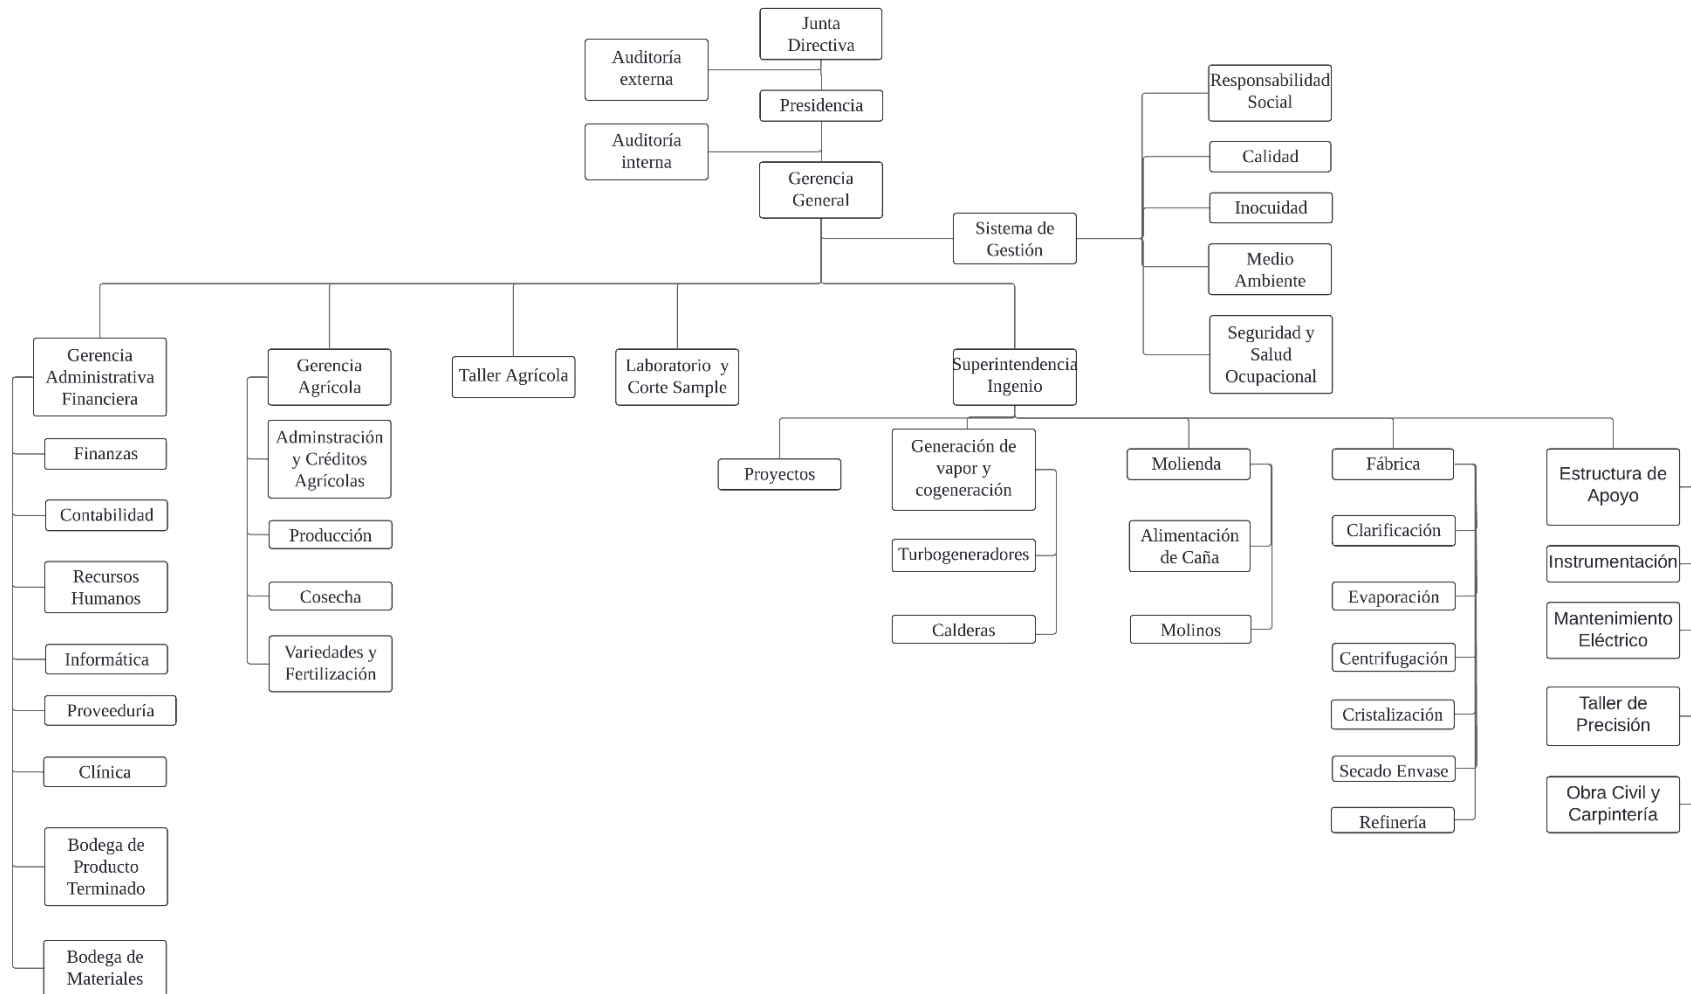 Junta
Directiva
Auditoría
externa
Presidencia
Auditoría
interna
Gerencia
General
Sistema de
Gestión
Responsabilidad
Social
Calidad
Inocuidad
Medio
Ambiente
Seguridad y
Salud
Ocupacional
Gerencia
Administrativa
Financiera
Finanzas
Contabilidad
Recursos
Humanos
Informática
Proveeduría
Clínica
Bodega de
Producto
Terminado
Bodega de
Materiales
Gerencia
Agrícola
Adminstración
y Créditos
Agrícolas
Producción
Cosecha
Variedades y
Fertilización
Taller Agrícola
Laboratorio y
Corte Sample
Superintendencia
Ingenio
Proyectos
Generación de
vapor y
cogeneración
Turbogeneradores
Calderas
Molienda
Alimentación
de Caña
Molinos
Fábrica
Clarificación
Evaporación
Centrifugación
Cristalización
Secado Envase
Refinería
Estructura de
Apoyo
Instrumentación
Mantenimiento
Eléctrico
Taller de
Precisión
Obra Civil y
Carpintería